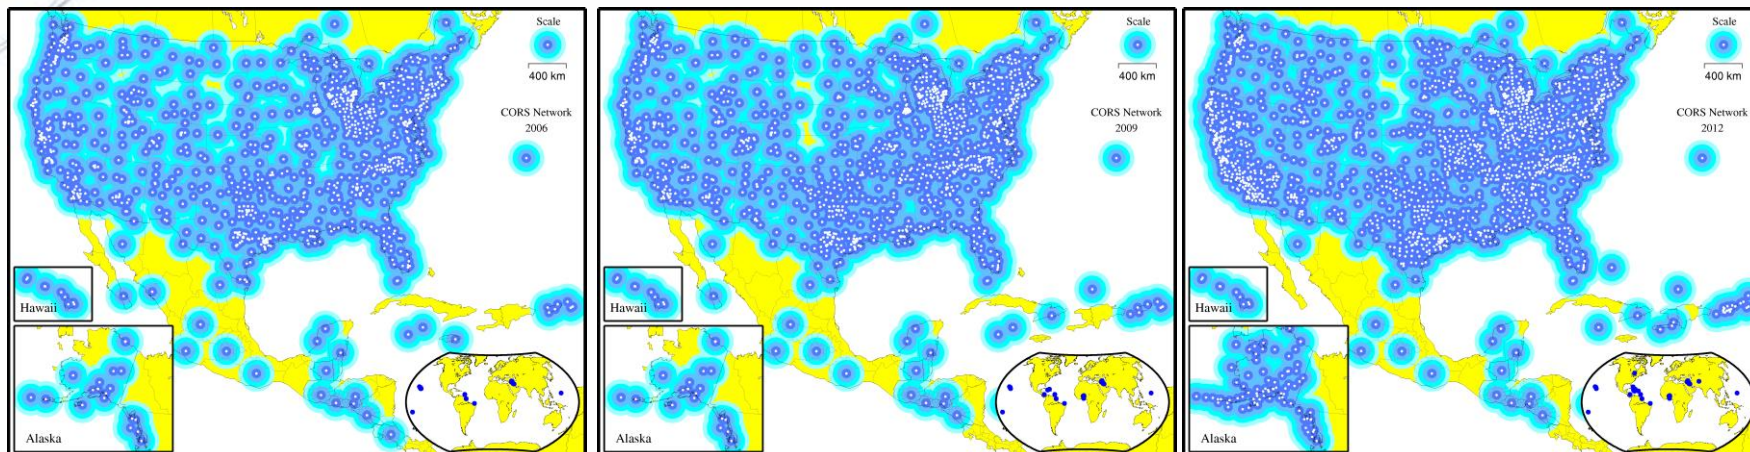 Scale
400 km
CORS Network
2006
Hawaii
Alaska
Scale
400 km
CORS Network
2009
Hawaii
Alaska
Scale
400 km
CORS Network
2012
Hawaii
Alaska